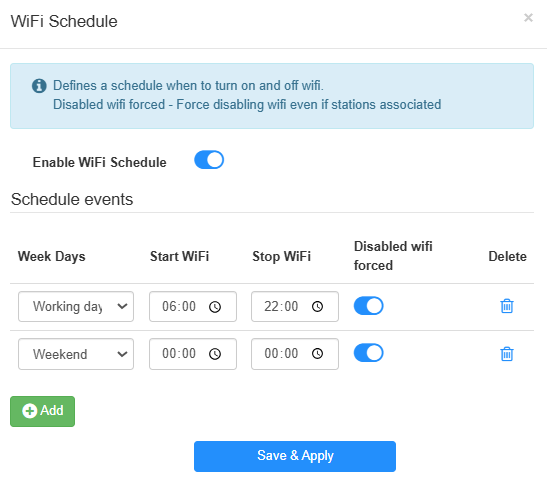 WiFi Schedule ×
Defines a schedule when to turn on and off wifi.
Disabled wifi forced - Force disabling wifi even if stations associated
Enable WiFi Schedule
Schedule events
Week Days Start WiFi Stop WiFi Disabled wifi forced Delete
Working day 06:00 22:00
Weekend 00:00 00:00
Add
Save & Apply